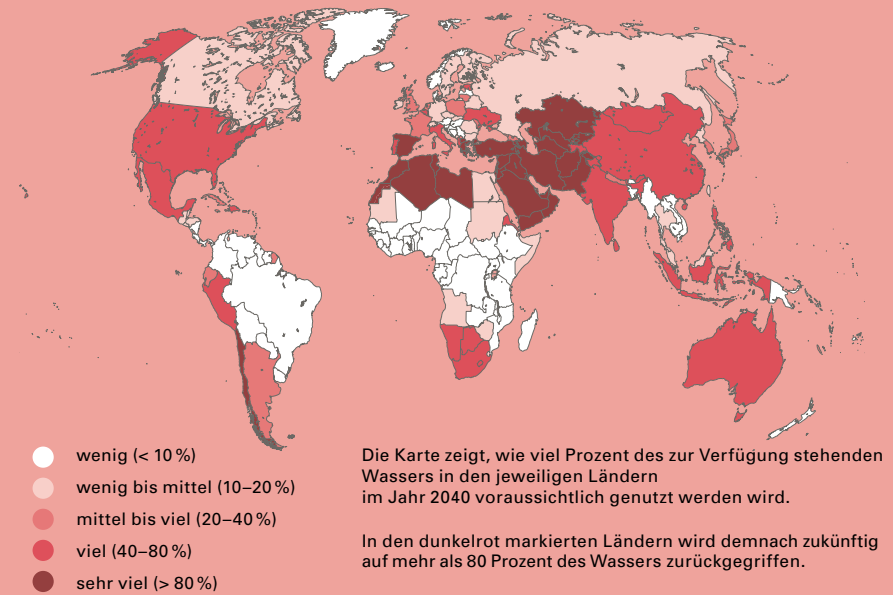 wenig (< 10 %)
wenig bis mittel (10–20 %)
mittel bis viel (20–40 %)
viel (40–80 %)
sehr viel (> 80 %)
Die Karte zeigt, wie viel Prozent des zur Verfügung stehenden
Wassers in den jeweiligen Ländern
im Jahr 2040 voraussichtlich genutzt werden wird.
In den dunkelrot markierten Ländern wird demnach zukünftig
auf mehr als 80 Prozent des Wassers zurückgegriffen.